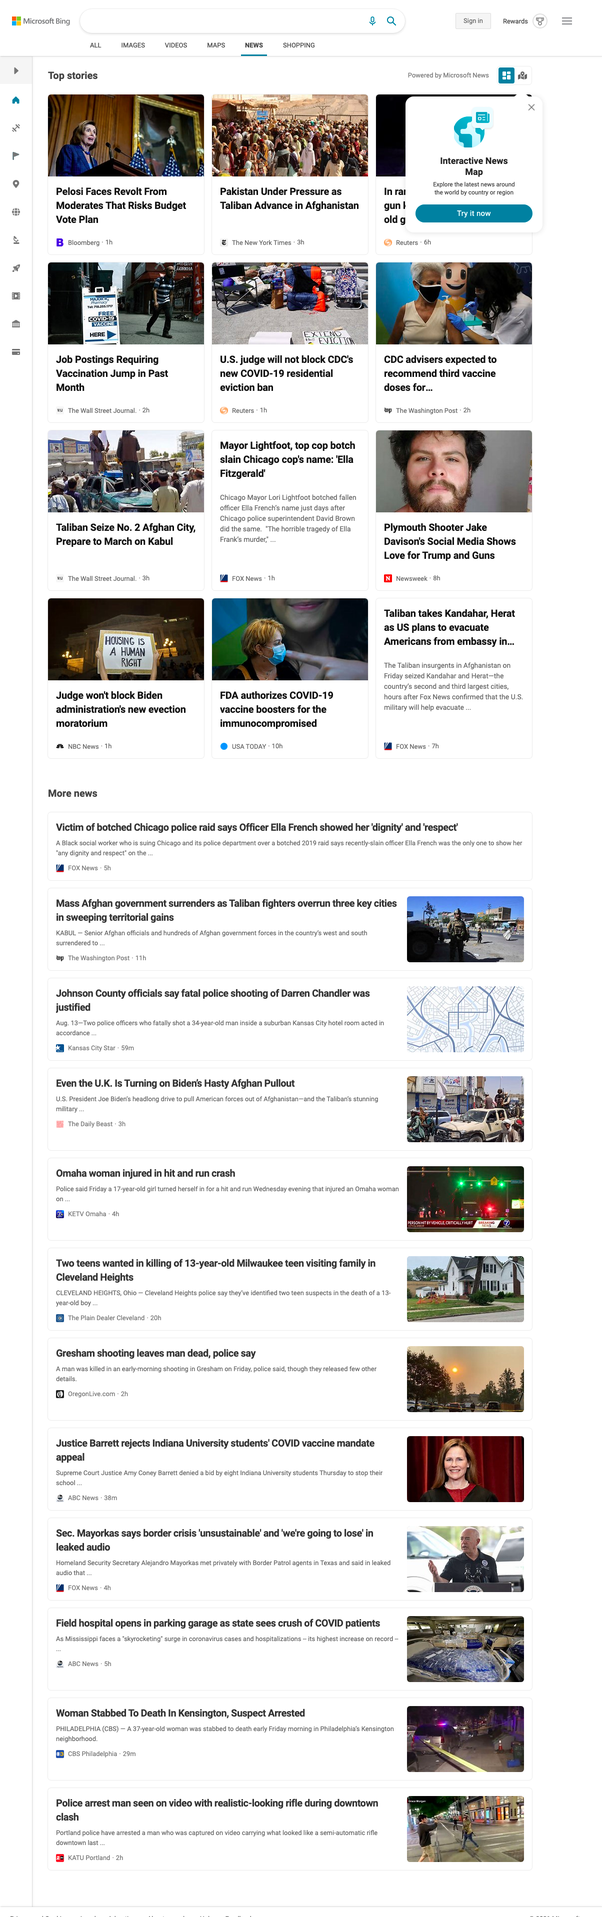 Microsoft Bing
Sign in
Rewards
ALL
IMAGES
VIDEOS
MAPS
NEWS
SHOPPING
Top stories
Powered by Microsoft News
Interactive News
Map
Explore the latest news around
the world by country or region
Try it now
Pelosi Faces Revolt From
Moderates That Risks Budget
Vote Plan
Bloomberg · 1h
Pakistan Under Pressure as
Taliban Advance in Afghanistan
The New York Times · 3h
In ran
gun
old g
Reuters · 6h
FREE
COVID-19
VACCINE
HERE
Job Postings Requiring
Vaccination Jump in Past
Month
The Wall Street Journal. · 2h
EXTEND
EVICTION
U.S. judge will not block CDC's
new COVID-19 residential
eviction ban
Reuters · 1h
CDC advisers expected to
recommend third vaccine
doses for…
The Washington Post · 2h
Taliban Seize No. 2 Afghan City,
Prepare to March on Kabul
The Wall Street Journal. · 3h
Mayor Lightfoot, top cop botch
slain Chicago cop's name: 'Ella
Fitzgerald'
Chicago Mayor Lori Lightfoot botched fallen
officer Ella French's name just days after
Chicago police superintendent David Brown
did the same. "The horrible tragedy of Ella
Frank's murder," ...
FOX News · 1h
Plymouth Shooter Jake
Davison's Social Media Shows
Love for Trump and Guns
Newsweek · 8h
HOUSING IS
A HUMAN
RIGHT
Judge won't block Biden
administration's new evection
moratorium
NBC News · 1h
FDA authorizes COVID-19
vaccine boosters for the
immunocompromised
USA TODAY · 10h
Taliban takes Kandahar, Herat
as US plans to evacuate
Americans from embassy in…
The Taliban insurgents in Afghanistan on
Friday seized Kandahar and Herat—the
country's second and third largest cities,
hours after Fox News confirmed that the U.S.
military will help evacuate ...
FOX News · 7h
More news
Victim of botched Chicago police raid says Officer Ella French showed her 'dignity' and 'respect'
A Black social worker who is suing Chicago and its police department over a botched 2019 raid says recently-slain officer Ella French was the only one to show her
"any dignity and respect" on the ...
FOX News · 5h
Mass Afghan government surrenders as Taliban fighters overrun three key cities
in sweeping territorial gains
KABUL — Senior Afghan officials and hundreds of Afghan government forces in the country's west and south
surrendered to ...
The Washington Post · 11h
Johnson County officials say fatal police shooting of Darren Chandler was
justified
Aug. 13—Two police officers who fatally shot a 34-year-old man inside a suburban Kansas City hotel room acted in
accordance ...
Kansas City Star · 59m
Even the U.K. Is Turning on Biden's Hasty Afghan Pullout
U.S. President Joe Biden's headlong drive to pull American forces out of Afghanistan—and the Taliban's stunning
military ...
The Daily Beast · 3h
Omaha woman injured in hit and run crash
Police said Friday a 17-year-old girl turned herself in for a hit and run Wednesday evening that injured an Omaha woman
on ...
KETV Omaha · 4h
PERSON HIT BY VEHICLE, CRITICALLY HURT
Two teens wanted in killing of 13-year-old Milwaukee teen visiting family in
Cleveland Heights
CLEVELAND HEIGHTS, Ohio — Cleveland Heights police say they've identified two teen suspects in the death of a 13-
year-old boy ...
The Plain Dealer Cleveland · 20h
Gresham shooting leaves man dead, police say
A man was killed in an early-morning shooting in Gresham on Friday, police said, though they released few other
details.
OregonLive.com · 2h
Justice Barrett rejects Indiana University students' COVID vaccine mandate
appeal
Supreme Court Justice Amy Coney Barrett denied a bid by eight Indiana University students Thursday to stop their
school ...
ABC News · 38m
Sec. Mayorkas says border crisis 'unsustainable' and 'we're going to lose' in
leaked audio
Homeland Security Secretary Alejandro Mayorkas met privately with Border Patrol agents in Texas and said in leaked
audio that ...
FOX News · 4h
Field hospital opens in parking garage as state sees crush of COVID patients
As Mississippi faces a "skyrocketing" surge in coronavirus cases and hospitalizations -- its highest increase on record --
...
ABC News · 5h
Woman Stabbed To Death In Kensington, Suspect Arrested
PHILADELPHIA (CBS) — A 37-year-old woman was stabbed to death early Friday morning in Philadelphia's Kensington
neighborhood.
CBS Philadelphia · 29m
Police arrest man seen on video with realistic-looking rifle during downtown
clash
Portland police have arrested a man who was captured on video carrying what looked like a semi-automatic rifle
downtown last ...
KATU Portland · 2h